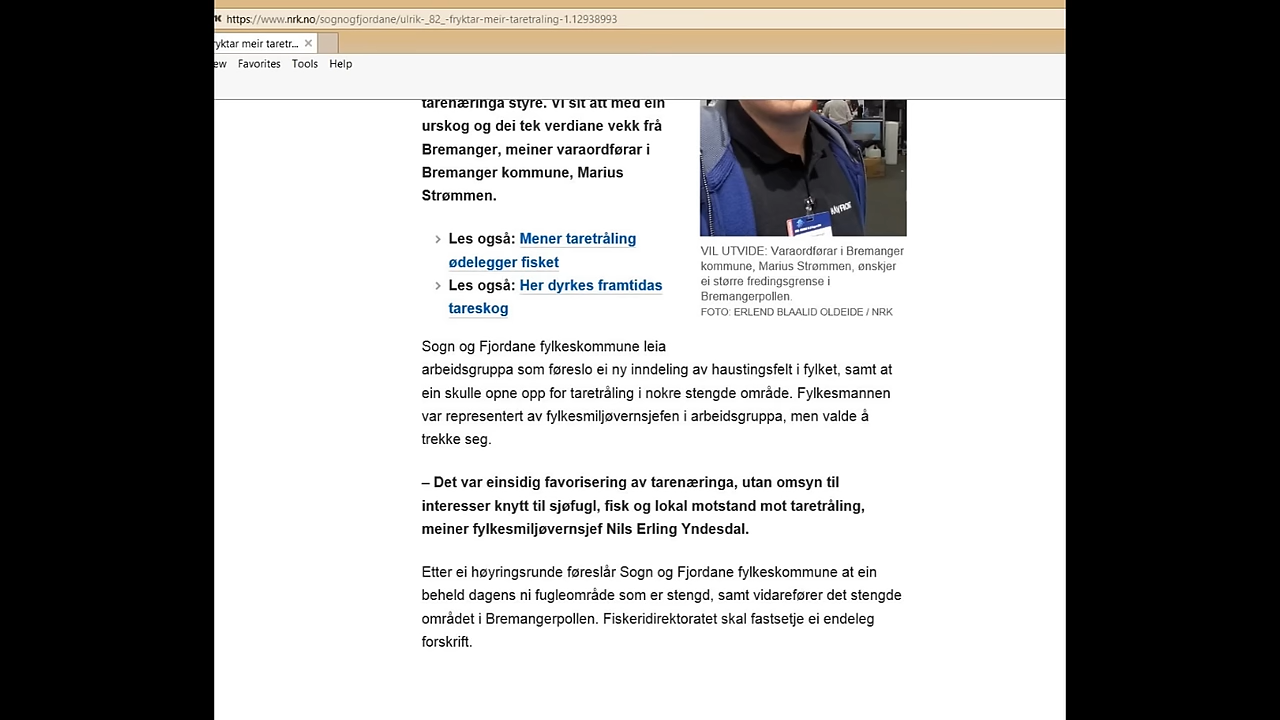 https://www.nrk.no/sognogfjordane/ulrik-_82_-fryktar-meir-taretraling-1.12938993
ryktar meir taretr...
ew Favorites Tools Help
tarenæringa styre. Vi sit att med ein
urskog og dei tek verdiane vekk frå
Bremanger, meiner varaordførar i
Bremanger kommune, Marius
Strømmen.
Les også: Mener taretråling
ødelegger fisket
Les også: Her dyrkes framtidas
tareskog
VIL UTVIDE: Varaordførar i Bremanger
kommune, Marius Strømmen, ønskjer
ei større fredingsgrense i
Bremangerpollen.
FOTO: ERLEND BLAALID OLDEIDE / NRK
Sogn og Fjordane fylkeskommune leia
arbeidsgruppa som føreslo ei ny inndeling av haustingsfelt i fylket, samt at
ein skulle opne opp for taretråling i nokre stengde område. Fylkesmannen
var representert av fylkesmiljøvernsjefen i arbeidsgruppa, men valde å
trekke seg.
– Det var einsidig favorisering av tarenæringa, utan omsyn til
interesser knytt til sjøfugl, fisk og lokal motstand mot taretråling,
meiner fylkesmiljøvernsjef Nils Erling Yndesdal.
Etter ei høyringsrunde føreslår Sogn og Fjordane fylkeskommune at ein
beheld dagens ni fugleområde som er stengd, samt vidarefører det stengde
området i Bremangerpollen. Fiskeridirektoratet skal fastsetje ei endeleg
forskrift.